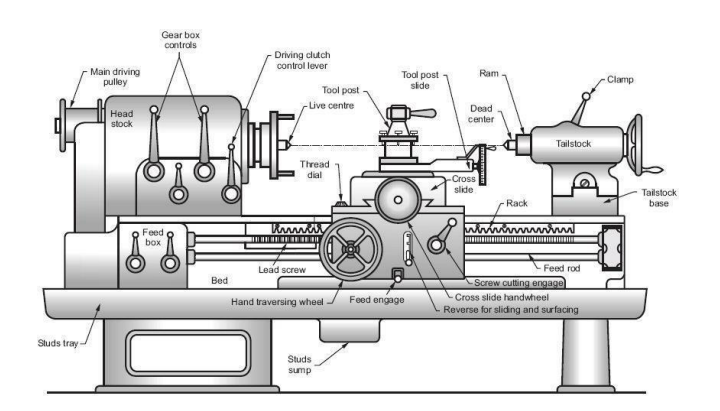 Gear box
controls
Driving clutch
control lever
Main driving
pulley
Head
stock
Live centre
Tool post
Tool post
slide
Ram
Dead
center
Clamp
Tailstock
Thread
dial
Cross
slide
Rack
Tailstock
base
Feed
box
Lead screw
Bed
Feed rod
Screw cutting engage
Hand traversing wheel
Feed engage
Cross slide handwheel
Reverse for sliding and surfacing
Studs tray
Studs
sump